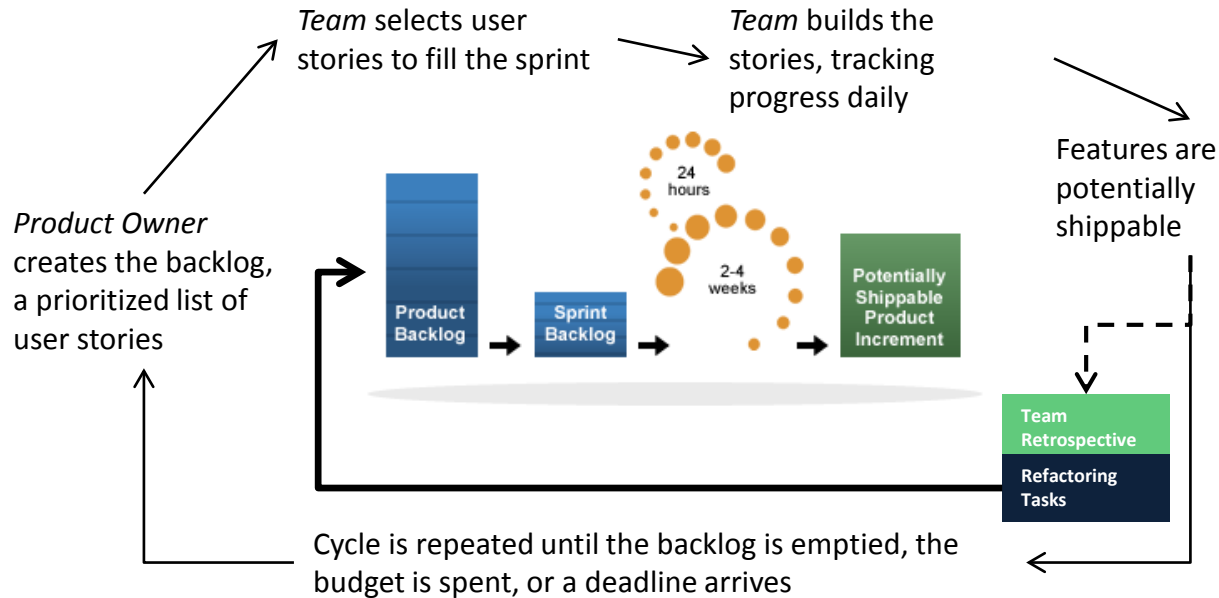 Team selects user
stories to fill the sprint
Team builds the
stories, tracking
progress daily
Features are
potentially
shippable
Product Owner
creates the backlog,
a prioritized list of
user stories
24
hours
2-4
weeks
Product
Backlog
Sprint
Backlog
Potentially
Shippable
Product
Increment
Team
Retrospective
Refactoring
Tasks
Cycle is repeated until the backlog is emptied, the
budget is spent, or a deadline arrives